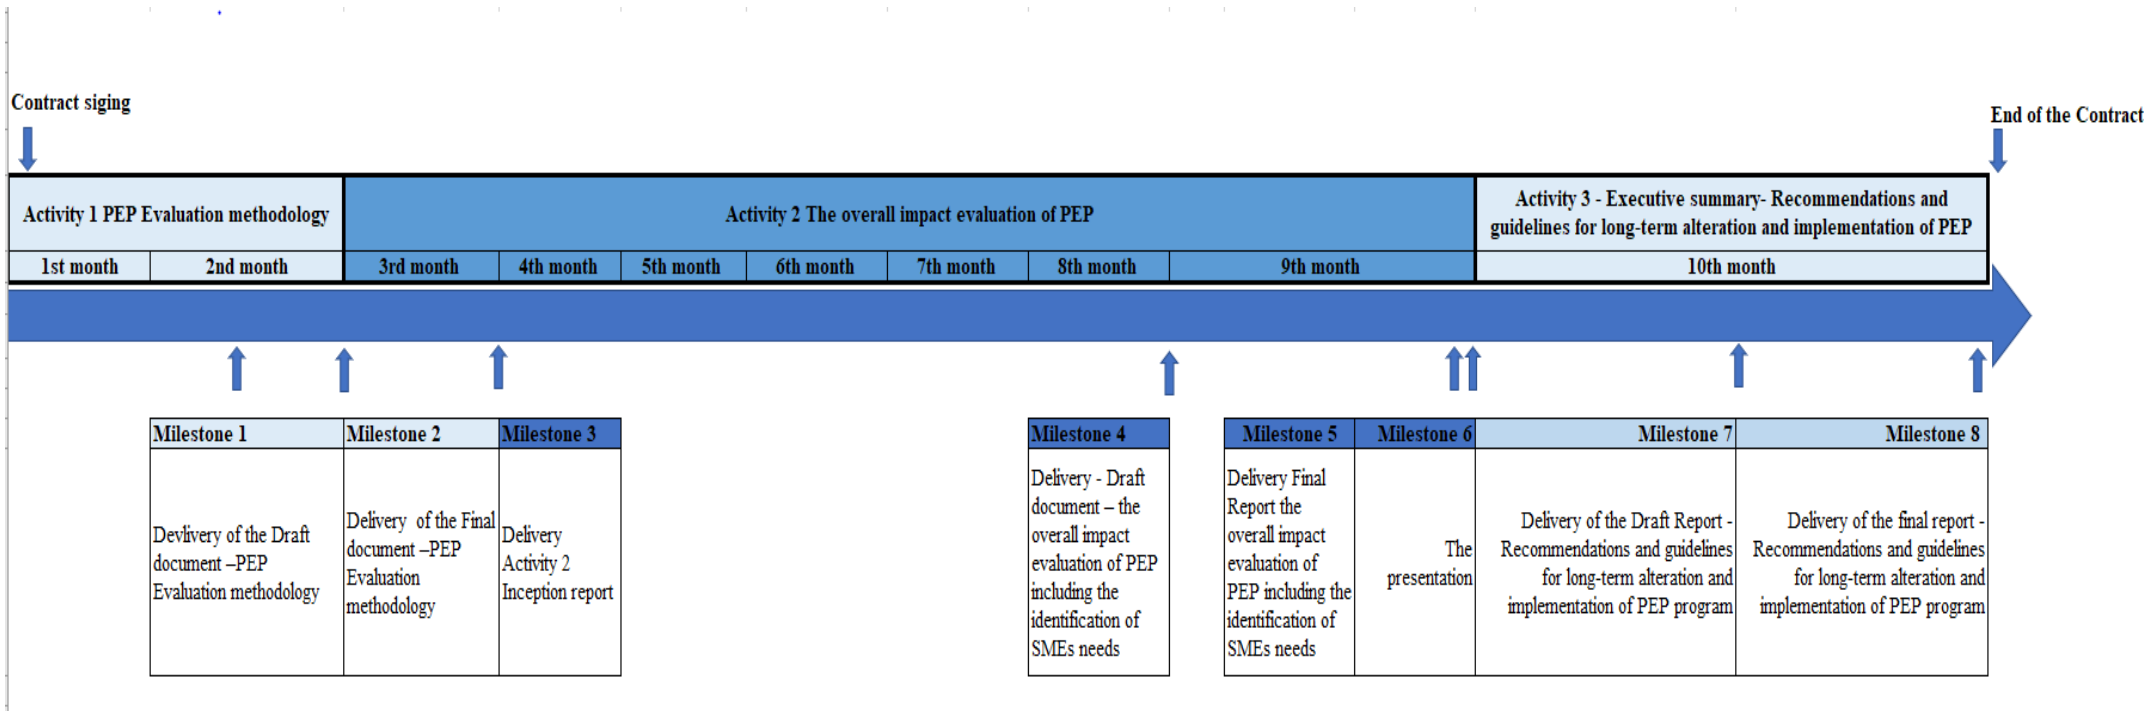 Contract siging
End of the Contract
Activity 1 PEP Evaluation methodology
Activity 2 The overall impact evaluation of PEP
Activity 3 - Executive summary- Recommendations and
guidelines for long-term alteration and implementation of PEP
1st month
2nd month
3rd month
4th month
5th month
6th month
7th month
8th month
9th month
10th month
Milestone 1
Devlivery of the Draft
document –PEP
Evaluation methodology
Milestone 2
Delivery of the Final
document –PEP
Evaluation
methodology
Milestone 3
Delivery
Activity 2
Inception report
Milestone 4
Delivery - Draft
document – the
overall impact
evaluation of PEP
including the
identification of
SMEs needs
Milestone 5
Delivery Final
Report the
overall impact
evaluation of
PEP including the
identification of
SMEs needs
Milestone 6
The
presentation
Milestone 7
Delivery of the Draft Report -
Recommendations and guidelines
for long-term alteration and
implementation of PEP program
Milestone 8
Delivery of the final report -
Recommendations and guidelines
for long-term alteration and
implementation of PEP program